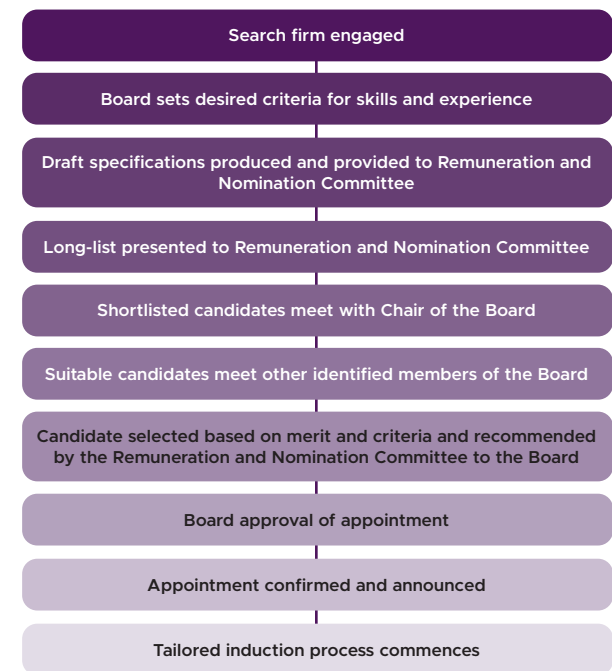 Search firm engaged
Board sets desired criteria for skills and experience
Draft specifications produced and provided to Remuneration and
Nomination Committee
Long-list presented to Remuneration and Nomination Committee
Shortlisted candidates meet with Chair of the Board
Suitable candidates meet other identified members of the Board
Candidate selected based on merit and criteria and recommended
by the Remuneration and Nomination Committee to the Board
Board approval of appointment
Appointment confirmed and announced
Tailored induction process commences